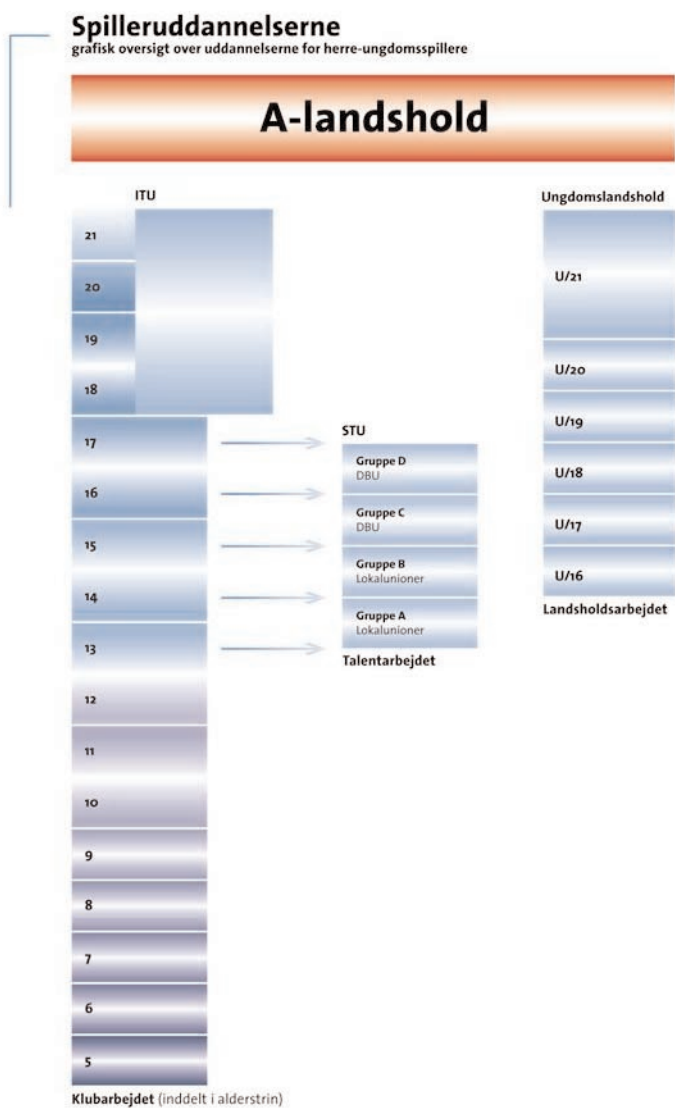 Spilleruddannelserne
grafisk oversigt over uddannelserne for herre-ungdomsspillere
A-landshold
ITU
21
20
19
18
17
16
15
14
13
12
11
10
9
8
7
6
5
Klubarbejdet (inddelt i alderstrin)
STU
Gruppe D
DBU
Gruppe C
DBU
Gruppe B
Lokalunioner
Gruppe A
Lokalunioner
Talentarbejdet
Ungdomslandshold
U/21
U/20
U/19
U/18
U/17
U/16
Landsholdsarbejdet